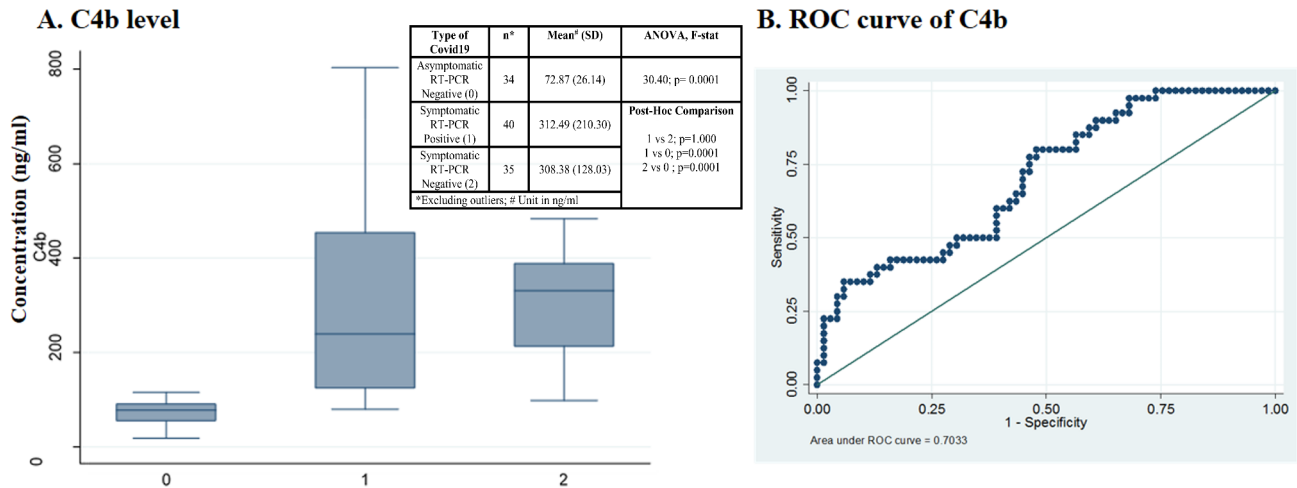 A. C4b level
Concentration (ng/ml)
C4b
800
600
400
200
0
0 1 2
Type of Covid19 n* Mean# (SD) ANOVA, F-stat
Asymptomatic RT-PCR Negative (0) 34 72.87 (26.14) 30.40; p= 0.0001
Symptomatic RT-PCR Positive (1) 40 312.49 (210.30) Post-Hoc Comparison
1 vs 2; p=1.000
1 vs 0; p=0.0001
2 vs 0 ; p=0.0001
Symptomatic RT-PCR Negative (2) 35 308.38 (128.03)
*Excluding outliers; # Unit in ng/ml
B. ROC curve of C4b
Sensitivity
1.00
0.75
0.50
0.25
0.00
0.00 0.25 0.50 0.75 1.00
1 - Specificity
Area under ROC curve = 0.7033